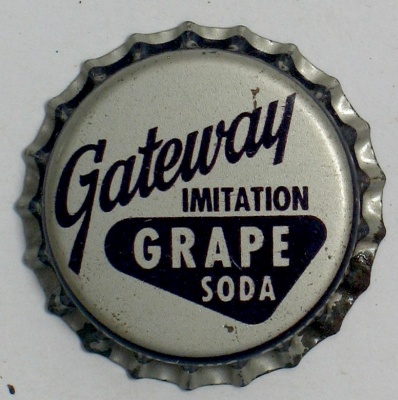 Gateway
IMITATION
GRAPE
SODA